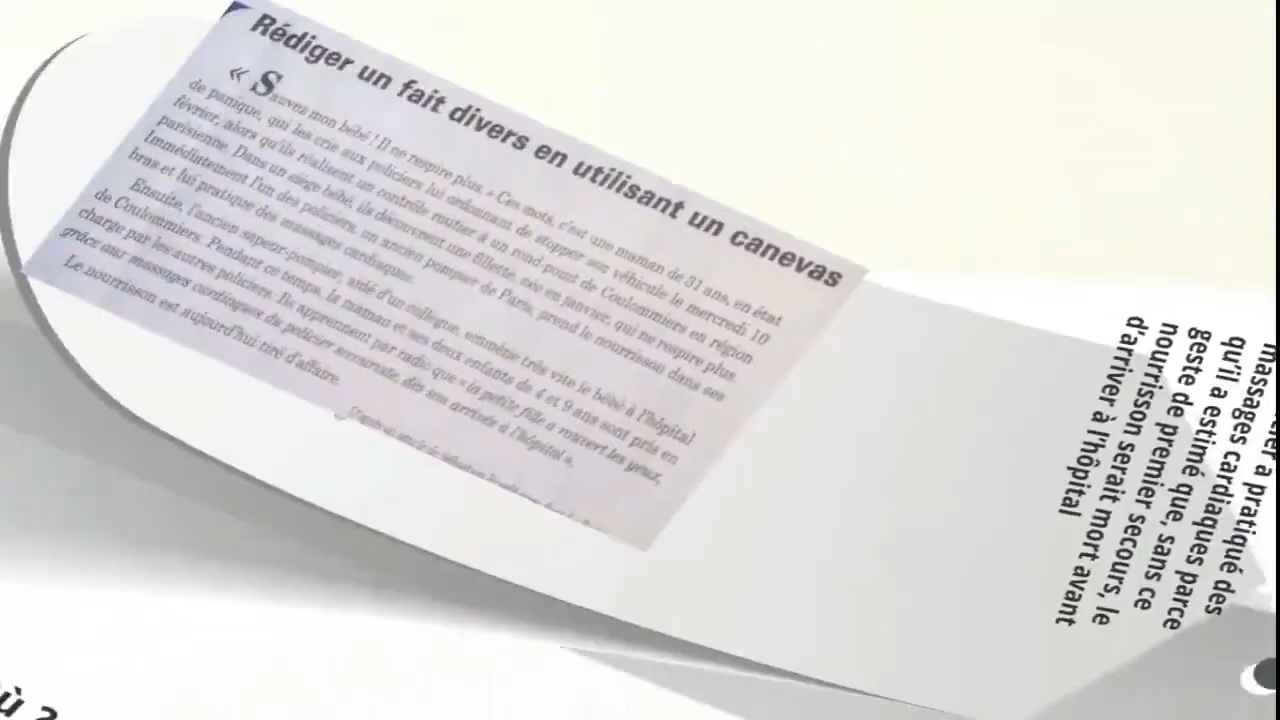 Rédiger un fait divers en utilisant un canevas
« Sauvez mon bébé ! Il ne respire plus. » Ces mots, c'est une maman de 31 ans, en état
de panique, qui les crie aux policiers lui ordonnant de stopper son véhicule le mercredi 10
février, alors qu'ils réalisent un contrôle routier à un rond-point de Coulommiers en région
parisienne. Dans un siège bébé, ils découvrent une fillette, née en janvier, qui ne respire plus.
Immédiatement l'un des policiers, un ancien pompier de Paris, prend le nourrisson dans ses
bras et lui pratique des massages cardiaques.
Ensuite, l'ancien sapeur-pompier, aidé d'un collègue, emmène très vite le bébé à l'hôpital
de Coulommiers. Pendant ce temps, la maman et ses deux enfants de 4 et 9 ans sont pris en
charge par les autres policiers. Ils apprennent par radio que « la petite fille a rouvert les yeux,
grâce aux massages cardiaques du policier secouriste, dès son arrivée à l'hôpital ».
Le nourrisson est aujourd'hui tiré d'affaire.
D'après un article de
a pratiqué des
massages cardiaques parce
qu'il a estimé que, sans ce
geste de premier secours, le
nourrisson serait mort avant
d'arriver à l'hôpital
ù ?